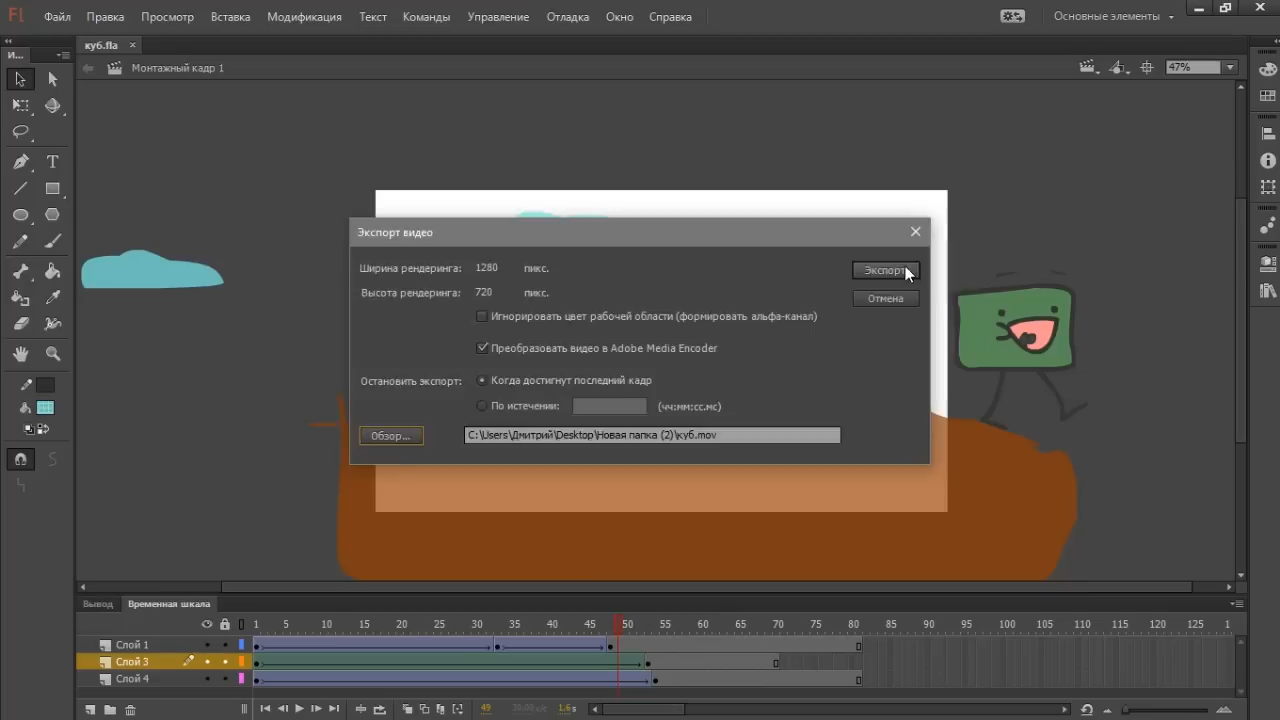 Fl Файл Правка Просмотр Вставка Модификация Текст Команды Управление Отладка Окно Справка Основные элементы
И... куб.fla ×
Монтажный кадр 1 47%
Экспорт видео
Ширина рендеринга: 1280 пикс. Экспорт
Высота рендеринга: 720 пикс. Отмена
Игнорировать цвет рабочей области (формировать альфа-канал)
Преобразовать видео в Adobe Media Encoder
Остановить экспорт: Когда достигнут последний кадр
По истечении: (чч:мм:сс.мс)
Обзор... C:\Users\Дмитрий\Desktop\Новая папка (2)\куб.mov
Вывод Временная шкала
1 5 10 15 20 25 30 35 40 45 50 55 60 65 70 75 80 85 90 95 100 105 110 115 120 125 1
Слой 1
Слой 3
Слой 4
49 30,00 к/с 1,6 s